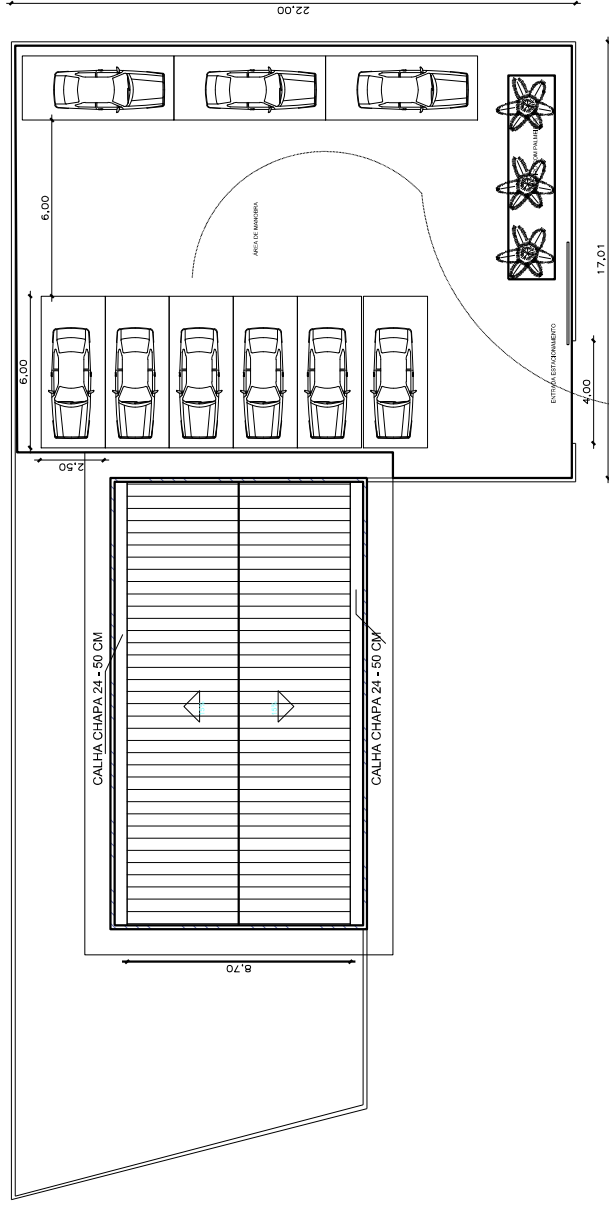 22,00
6,00
AREA DE MANOBRA
17,01
6,00
ENTRADA ESTACIONAMENTO
4,00
2,50
CALHA CHAPA 24 - 50 CM
CALHA CHAPA 24 - 50 CM
8,70